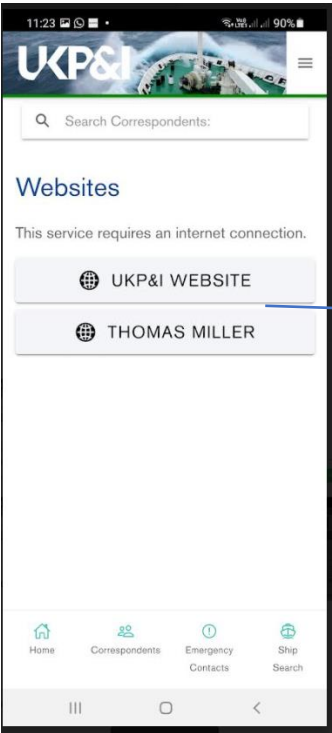 11:23 90%
UKP&I
Search Correspondents:
Websites
This service requires an internet connection.
UKP&I WEBSITE
THOMAS MILLER
Home Correspondents Emergency Contacts Ship Search